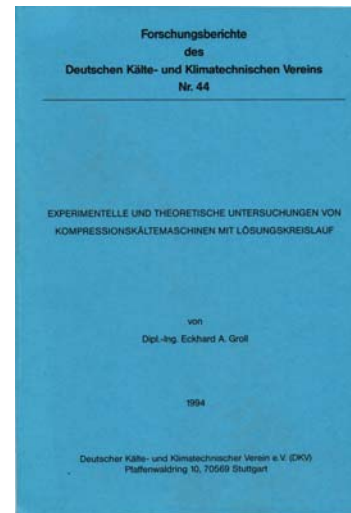 Forschungsberichte
des
Deutschen Kälte- und Klimatechnischen Vereins
Nr. 44
EXPERIMENTELLE UND THEORETISCHE UNTERSUCHUNGEN VON
KOMPRESSIONSKÄLTEMASCHINEN MIT LÖSUNGSKREISLAUF
von
Dipl.-Ing. Eckhard A. Groll
1994
Deutscher Kälte- und Klimatechnischer Verein e.V. (DKV)
Pfaffenwaldring 10, 70569 Stuttgart